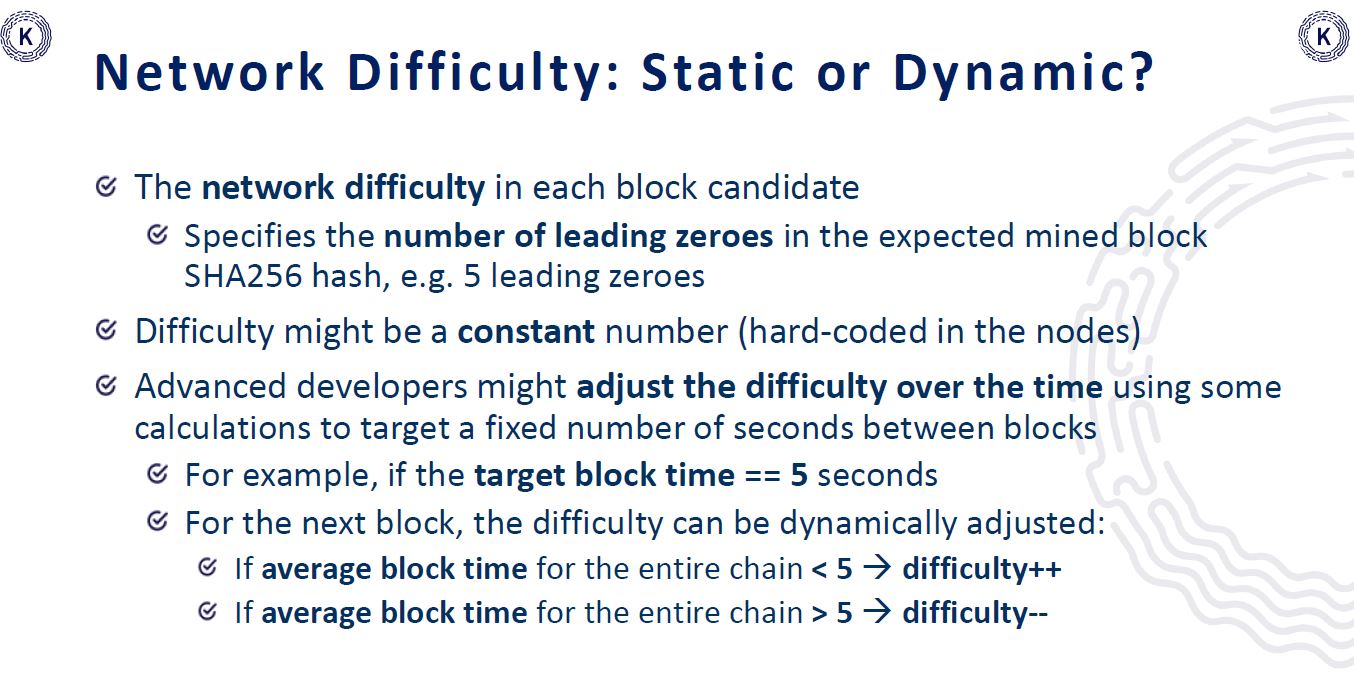 K
K
Network Difficulty: Static or Dynamic?
The network difficulty in each block candidate
Specifies the number of leading zeroes in the expected mined block
SHA256 hash, e.g. 5 leading zeroes
Difficulty might be a constant number (hard-coded in the nodes)
Advanced developers might adjust the difficulty over the time using some
calculations to target a fixed number of seconds between blocks
For example, if the target block time == 5 seconds
For the next block, the difficulty can be dynamically adjusted:
If average block time for the entire chain < 5 → difficulty++
If average block time for the entire chain > 5 → difficulty--